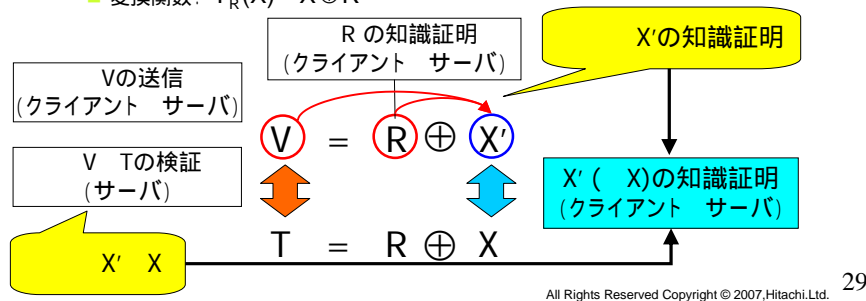 変換関数: F_R(X) = X⊕R
R の知識証明
(クライアント サーバ)
X′の知識証明
Vの送信
(クライアント サーバ)
V = R ⊕ X′
V Tの検証
(サーバ)
X′( X)の知識証明
(クライアント サーバ)
T = R ⊕ X
X′ X
All Rights Reserved Copyright © 2007,Hitachi.Ltd.
29